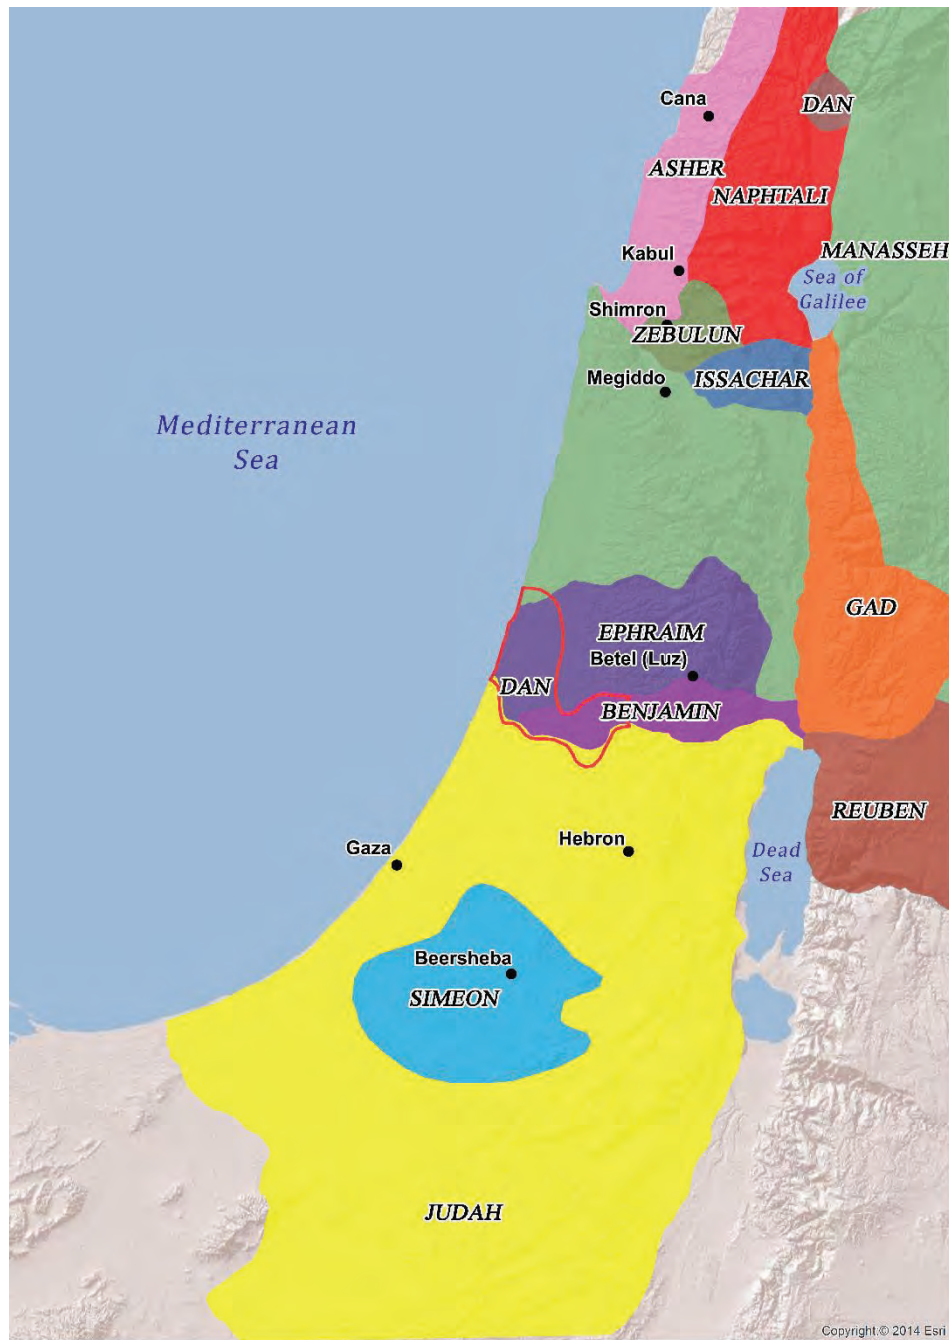 Cana
DAN
ASHER
NAPHTALI
MANASSEH
Kabul
Sea of
Galilee
Shimron
ZEBULUN
Megiddo
ISSACHAR
Mediterranean
Sea
GAD
EPHRAIM
Betel (Luz)
DAN
BENJAMIN
REUBEN
Gaza
Hebron
Dead
Sea
Beersheba
SIMEON
JUDAH
Copyright:© 2014 Esri